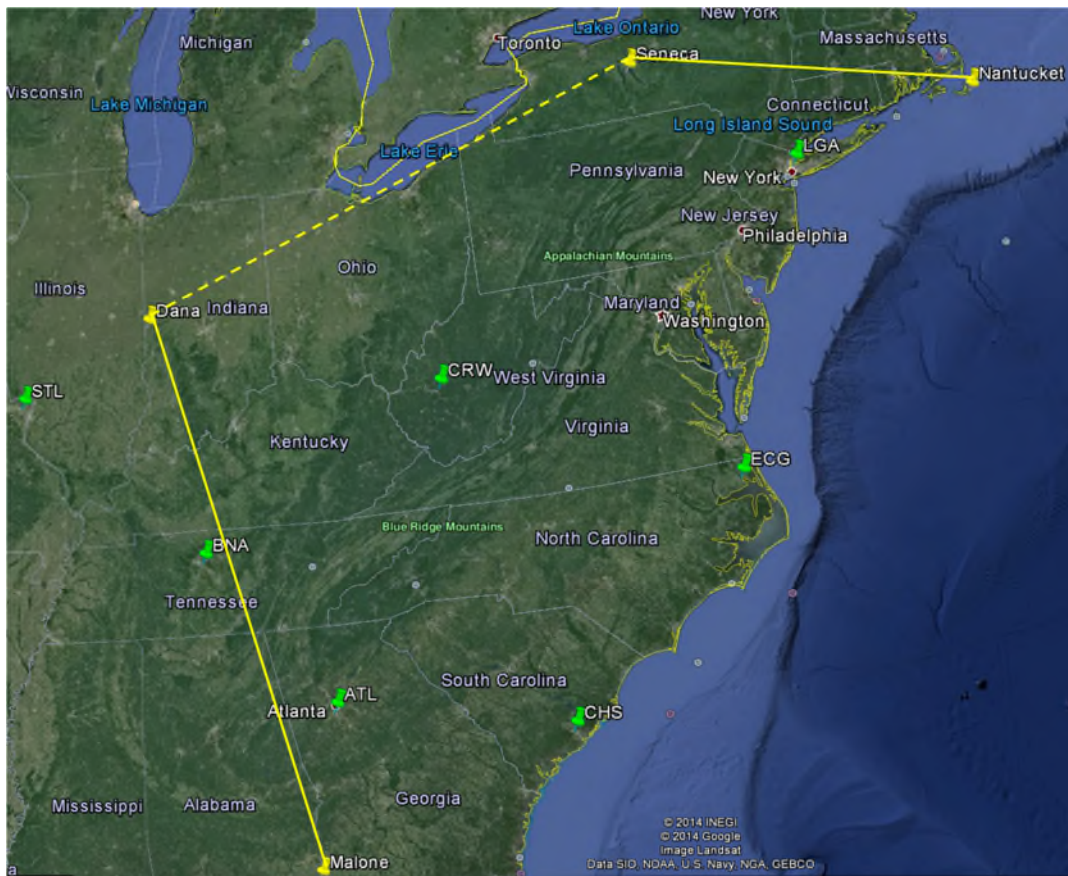 New York
Lake Ontario
Michigan
Toronto
Massachusetts
Seneca
Nantucket
Wisconsin
Lake Michigan
Connecticut
Long Island Sound
LGA
Lake Erie
Pennsylvania
New York
New Jersey
Philadelphia
Appalachian Mountains
Ohio
Illinois
Indiana
Dana
Maryland
Washington
CRW
West Virginia
STL
Virginia
Kentucky
ECG
Blue Ridge Mountains
North Carolina
BNA
Tennessee
South Carolina
ATL
Atlanta
CHS
Georgia
Mississippi
Alabama
Malone
a
© 2014 INEGI
© 2014 Google
Image Landsat
Data SIO, NOAA, U.S. Navy, NGA, GEBCO